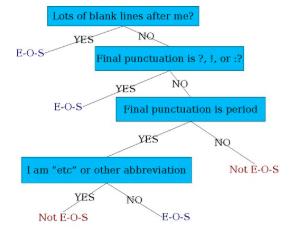 Lots of blank lines after me?
YES
NO
E-O-S
Final punctuation is ?, !, or :?
YES
NO
E-O-S
Final punctuation is period
YES
NO
I am "etc" or other abbreviation
Not E-O-S
YES
NO
Not E-O-S
E-O-S